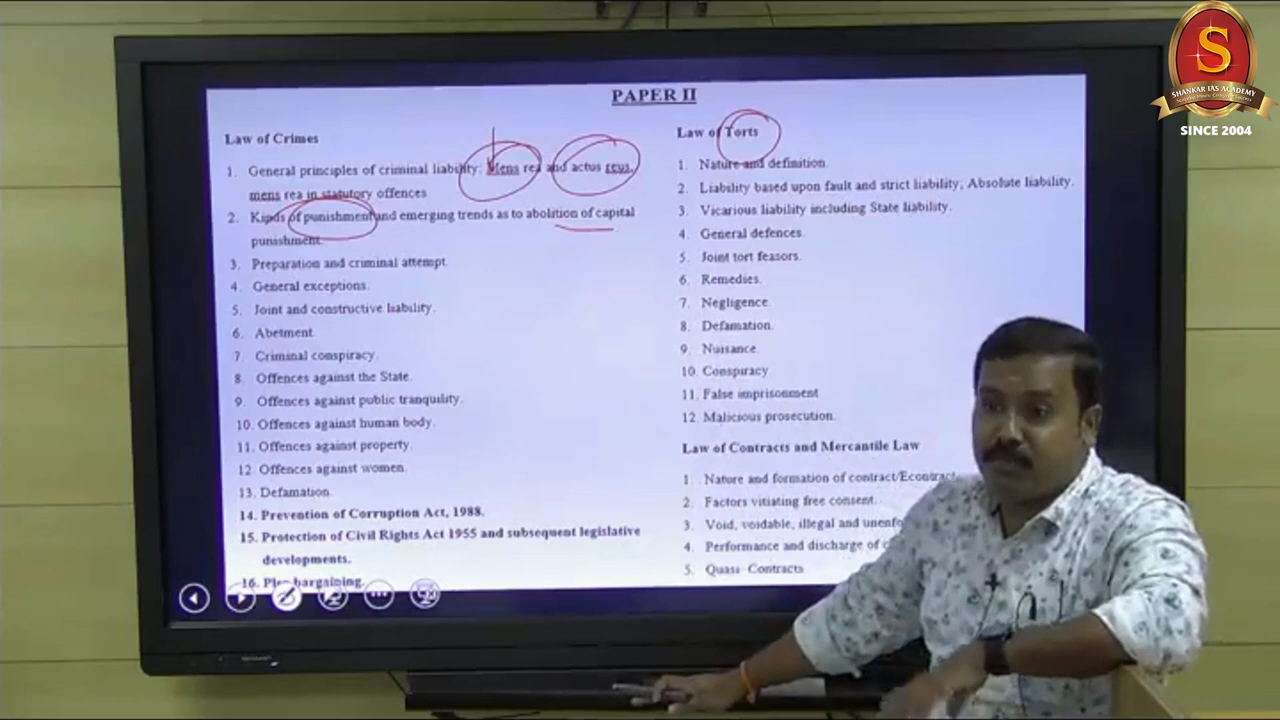 PAPER II
Law of Crimes
1. General principles of criminal liability: Mens rea and actus reus,
mens rea in statutory offences
2. Kinds of punishment and emerging trends as to abolition of capital
punishment.
3. Preparation and criminal attempt.
4. General exceptions.
5. Joint and constructive liability.
6. Abetment.
7. Criminal conspiracy.
8. Offences against the State.
9. Offences against public tranquility.
10. Offences against human body.
11. Offences against property.
12 Offences against women.
13. Defamation.
14. Prevention of Corruption Act, 1988.
15. Protection of Civil Rights Act 1955 and subsequent legislative
developments.
16. Plea bargaining.
Law of Torts
1. Nature and definition.
2. Liability based upon fault and strict liability; Absolute liability.
3. Vicarious liability including State liability.
4. General defences.
5. Joint tort feasors.
6. Remedies.
7. Negligence.
8. Defamation.
9. Nuisance.
10. Conspiracy
11. False imprisonment
12. Malicious prosecution.
Law of Contracts and Mercantile Law
1 Nature and formation of contract/Econtract
2. Factors vitiating free consent.
3. Void, voidable, illegal and
4. Performance and discharge of
5. Quasi- Contracts
S
SHANKAR IAS ACADEMY
SINCE 2004
SHARP